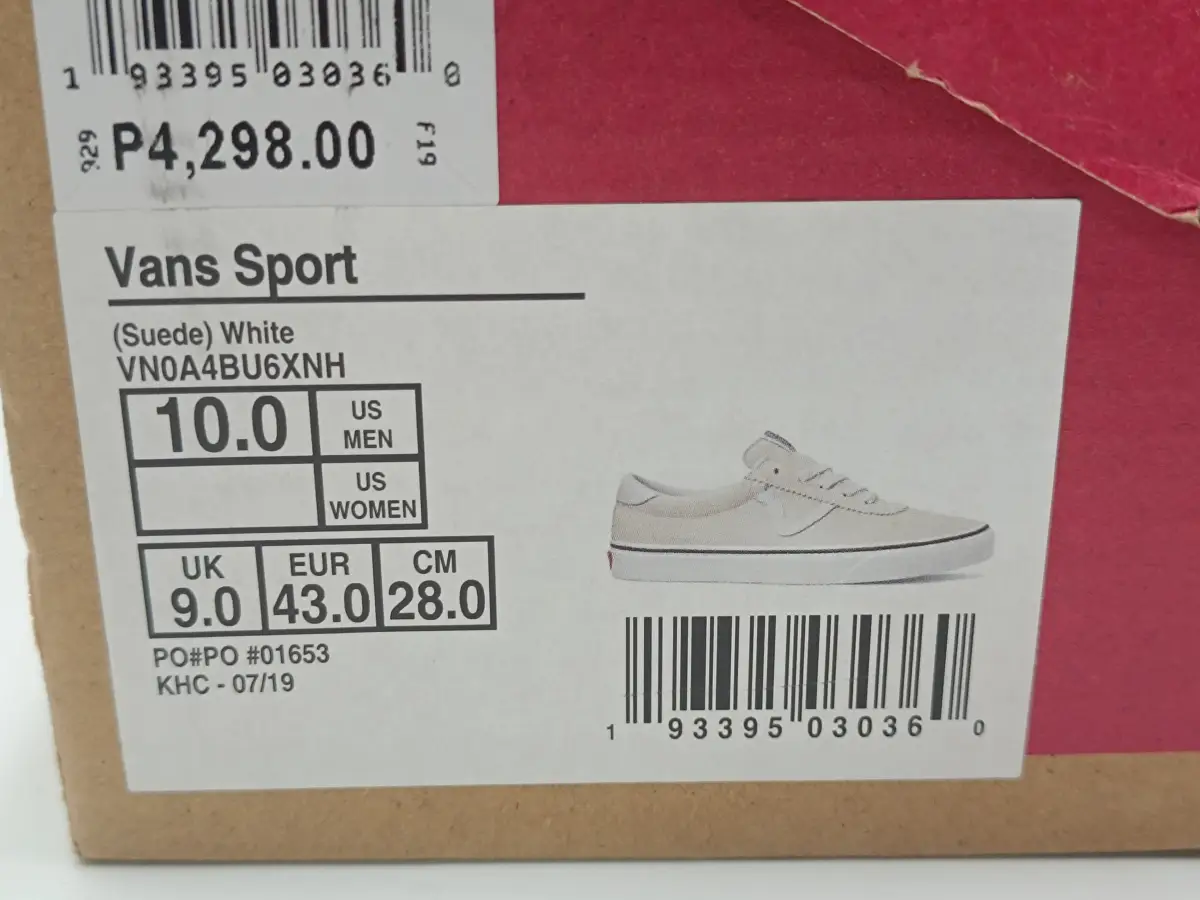 1 93395 03036 0
929 P4,298.00 F19
Vans Sport
(Suede) White
VN0A4BU6XNH
10.0 US MEN
US WOMEN
UK EUR CM
9.0 43.0 28.0
PO#PO #01653
KHC - 07/19
1 93395 03036 0